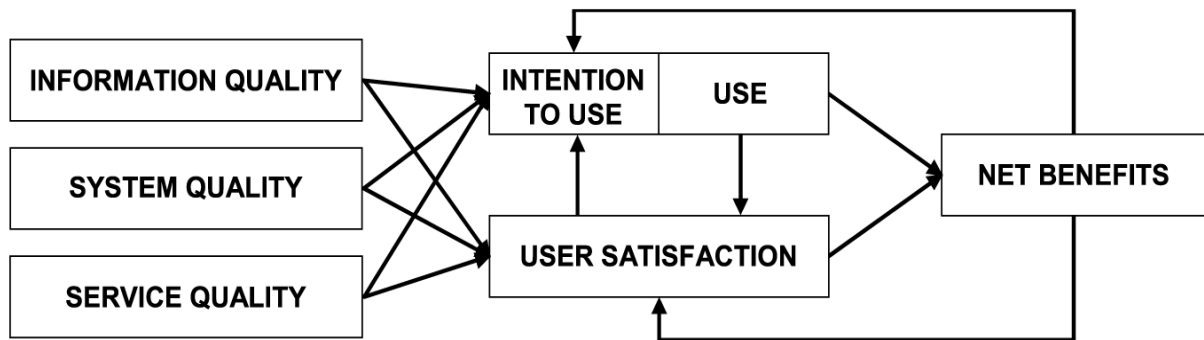 INFORMATION QUALITY
SYSTEM QUALITY
SERVICE QUALITY
INTENTION
TO USE
USE
USER SATISFACTION
NET BENEFITS